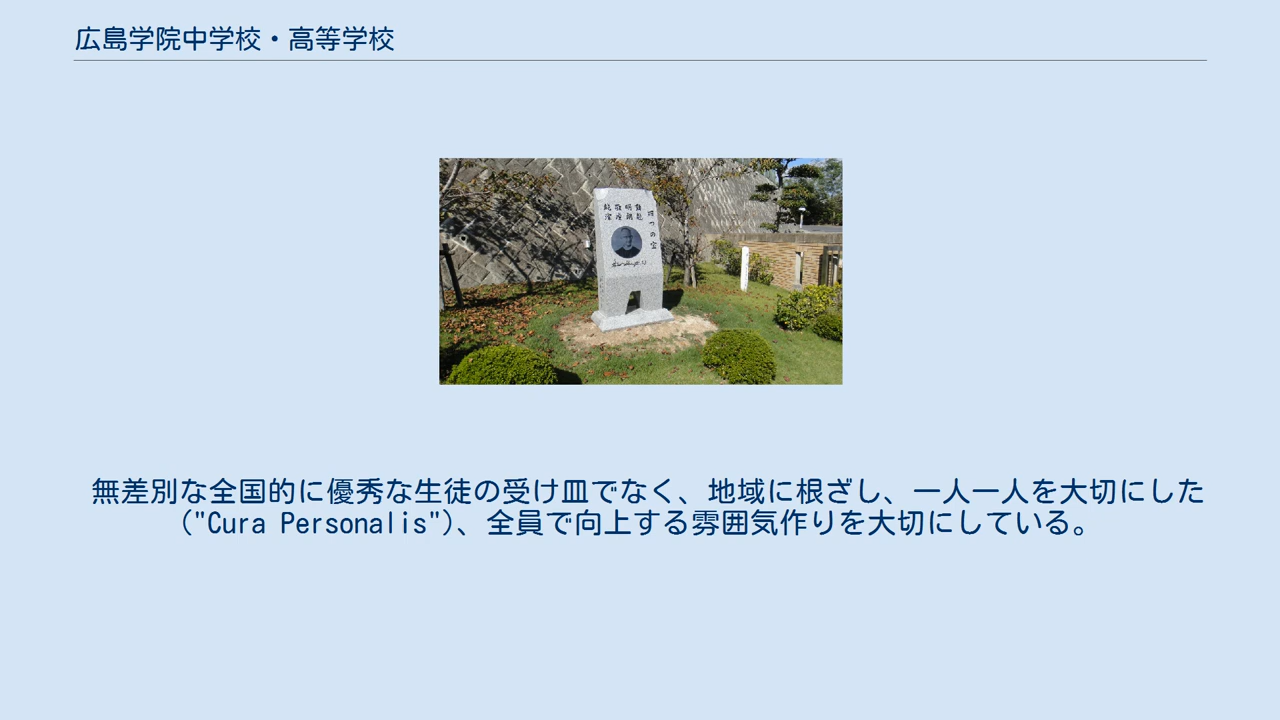 広島学院中学校・高等学校
無差別な全国的に優秀な生徒の受け皿でなく、地域に根ざし、一人一人を大切にした
("Cura Personalis")、全員で向上する雰囲気作りを大切にしている。